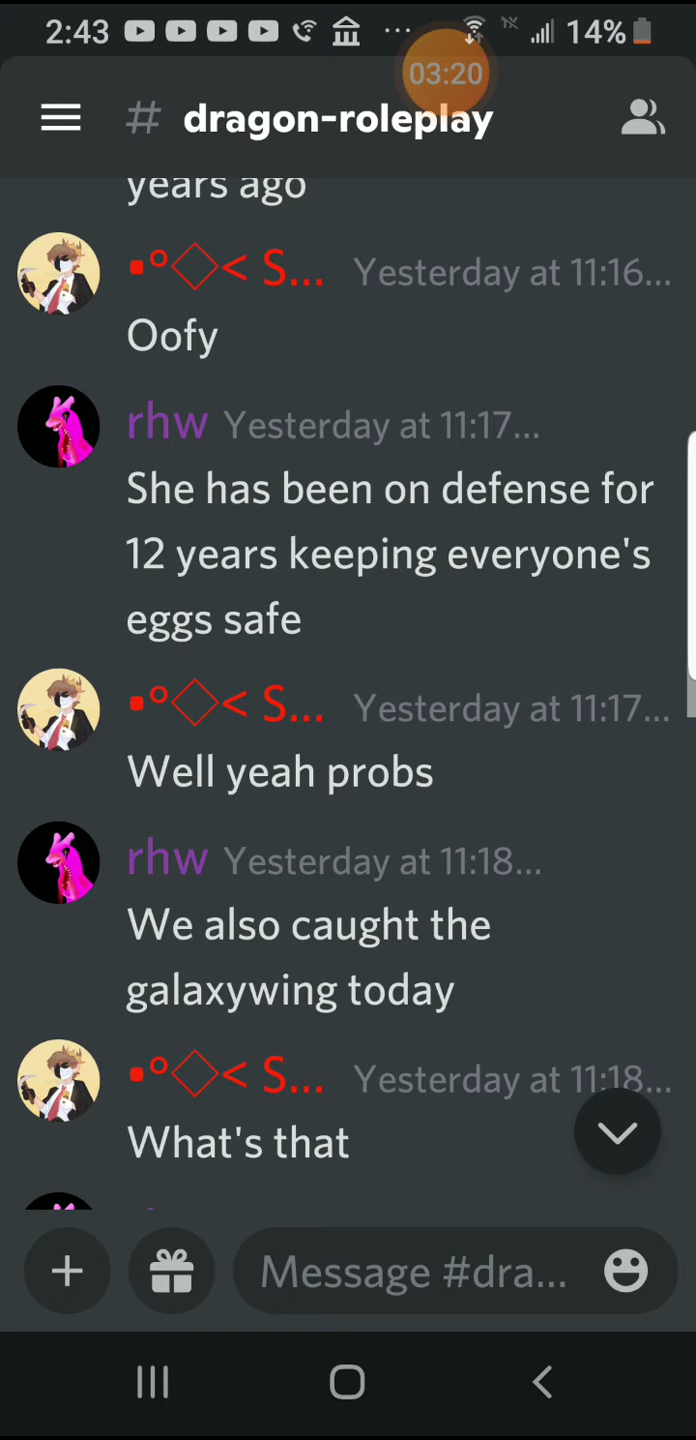 2:43 ... 14%
03:20
# dragon-roleplay
years ago
▪°◇< S... Yesterday at 11:16...
Oofy
rhw Yesterday at 11:17...
She has been on defense for
12 years keeping everyone's
eggs safe
▪°◇< S... Yesterday at 11:17...
Well yeah probs
rhw Yesterday at 11:18...
We also caught the
galaxywing today
▪°◇< S... Yesterday at 11:18...
What's that
Message #dra...